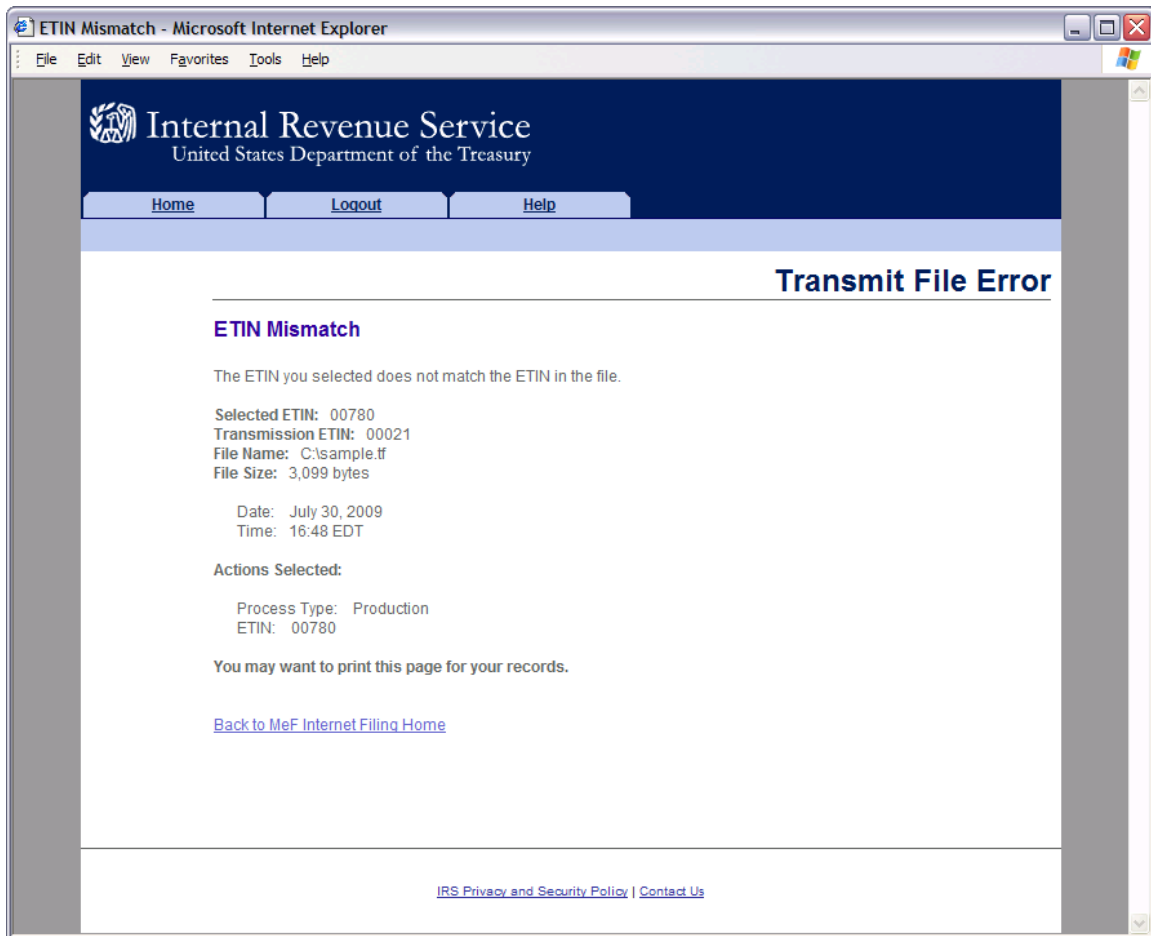 ETIN Mismatch - Microsoft Internet Explorer
File Edit View Favorites Tools Help
Internal Revenue Service
United States Department of the Treasury
Home Logout Help
Transmit File Error
ETIN Mismatch
The ETIN you selected does not match the ETIN in the file.
Selected ETIN: 00780
Transmission ETIN: 00021
File Name: C:\sample.tf
File Size: 3,099 bytes
Date: July 30, 2009
Time: 16:48 EDT
Actions Selected:
Process Type: Production
ETIN: 00780
You may want to print this page for your records.
Back to MeF Internet Filing Home
IRS Privacy and Security Policy | Contact Us